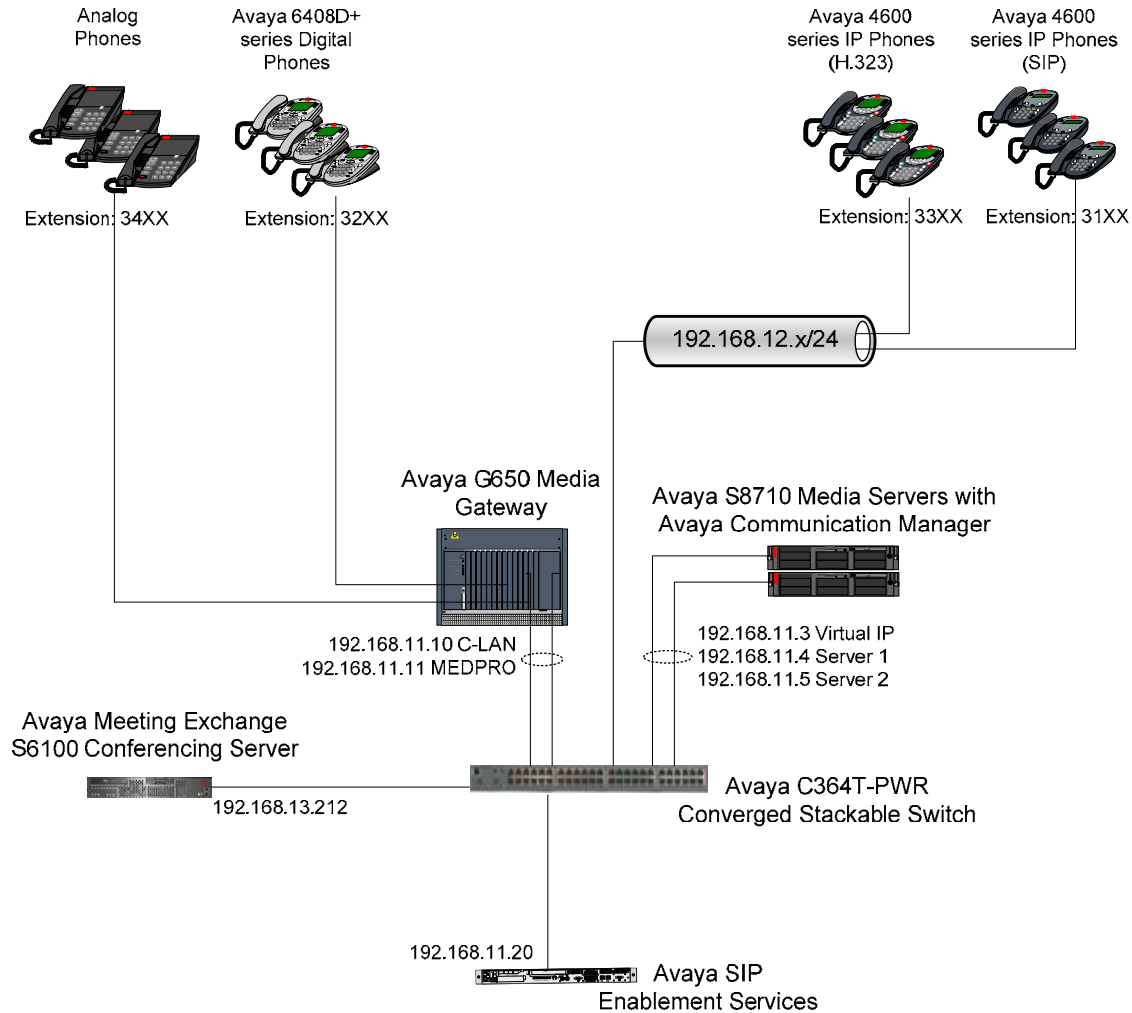 Analog
Phones
Avaya 6408D+
series Digital
Phones
Avaya 4600
series IP Phones
(H.323)
Avaya 4600
series IP Phones
(SIP)
Extension: 34XX
Extension: 32XX
Extension: 33XX
Extension: 31XX
192.168.12.x/24
Avaya G650 Media
Gateway
Avaya S8710 Media Servers with
Avaya Communication Manager
192.168.11.10 C-LAN
192.168.11.11 MEDPRO
192.168.11.3 Virtual IP
192.168.11.4 Server 1
192.168.11.5 Server 2
Avaya Meeting Exchange
S6100 Conferencing Server
192.168.13.212
Avaya C364T-PWR
Converged Stackable Switch
192.168.11.20
Avaya SIP
Enablement Services